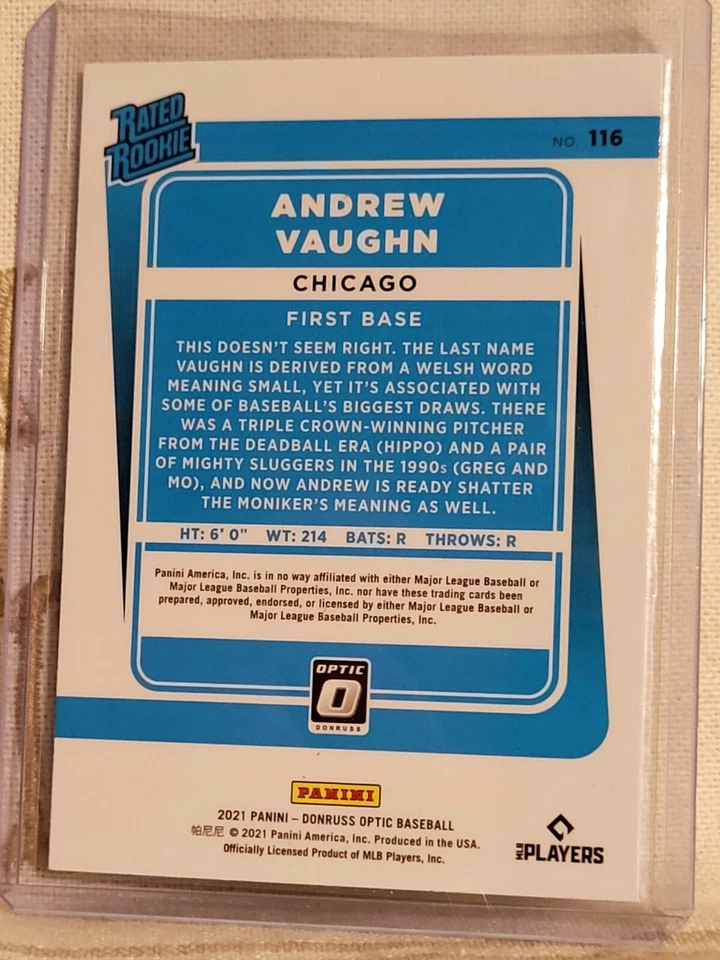 RATED
ROOKIE
NO. 116
ANDREW
VAUGHN
CHICAGO
FIRST BASE
THIS DOESN'T SEEM RIGHT. THE LAST NAME
VAUGHN IS DERIVED FROM A WELSH WORD
MEANING SMALL, YET IT'S ASSOCIATED WITH
SOME OF BASEBALL'S BIGGEST DRAWS. THERE
WAS A TRIPLE CROWN-WINNING PITCHER
FROM THE DEADBALL ERA (HIPPO) AND A PAIR
OF MIGHTY SLUGGERS IN THE 1990s (GREG AND
MO), AND NOW ANDREW IS READY SHATTER
THE MONIKER'S MEANING AS WELL.
HT: 6' 0" WT: 214 BATS: R THROWS: R
Panini America, Inc. is in no way affiliated with either Major League Baseball or
Major League Baseball Properties, Inc. nor have these trading cards been
prepared, approved, endorsed, or licensed by either Major League Baseball or
Major League Baseball Properties, Inc.
OPTIC
O
DONRUSS
PANINI
2021 PANINI – DONRUSS OPTIC BASEBALL
帕尼尼 © 2021 Panini America, Inc. Produced in the USA.
Officially Licensed Product of MLB Players, Inc.
MLB PLAYERS